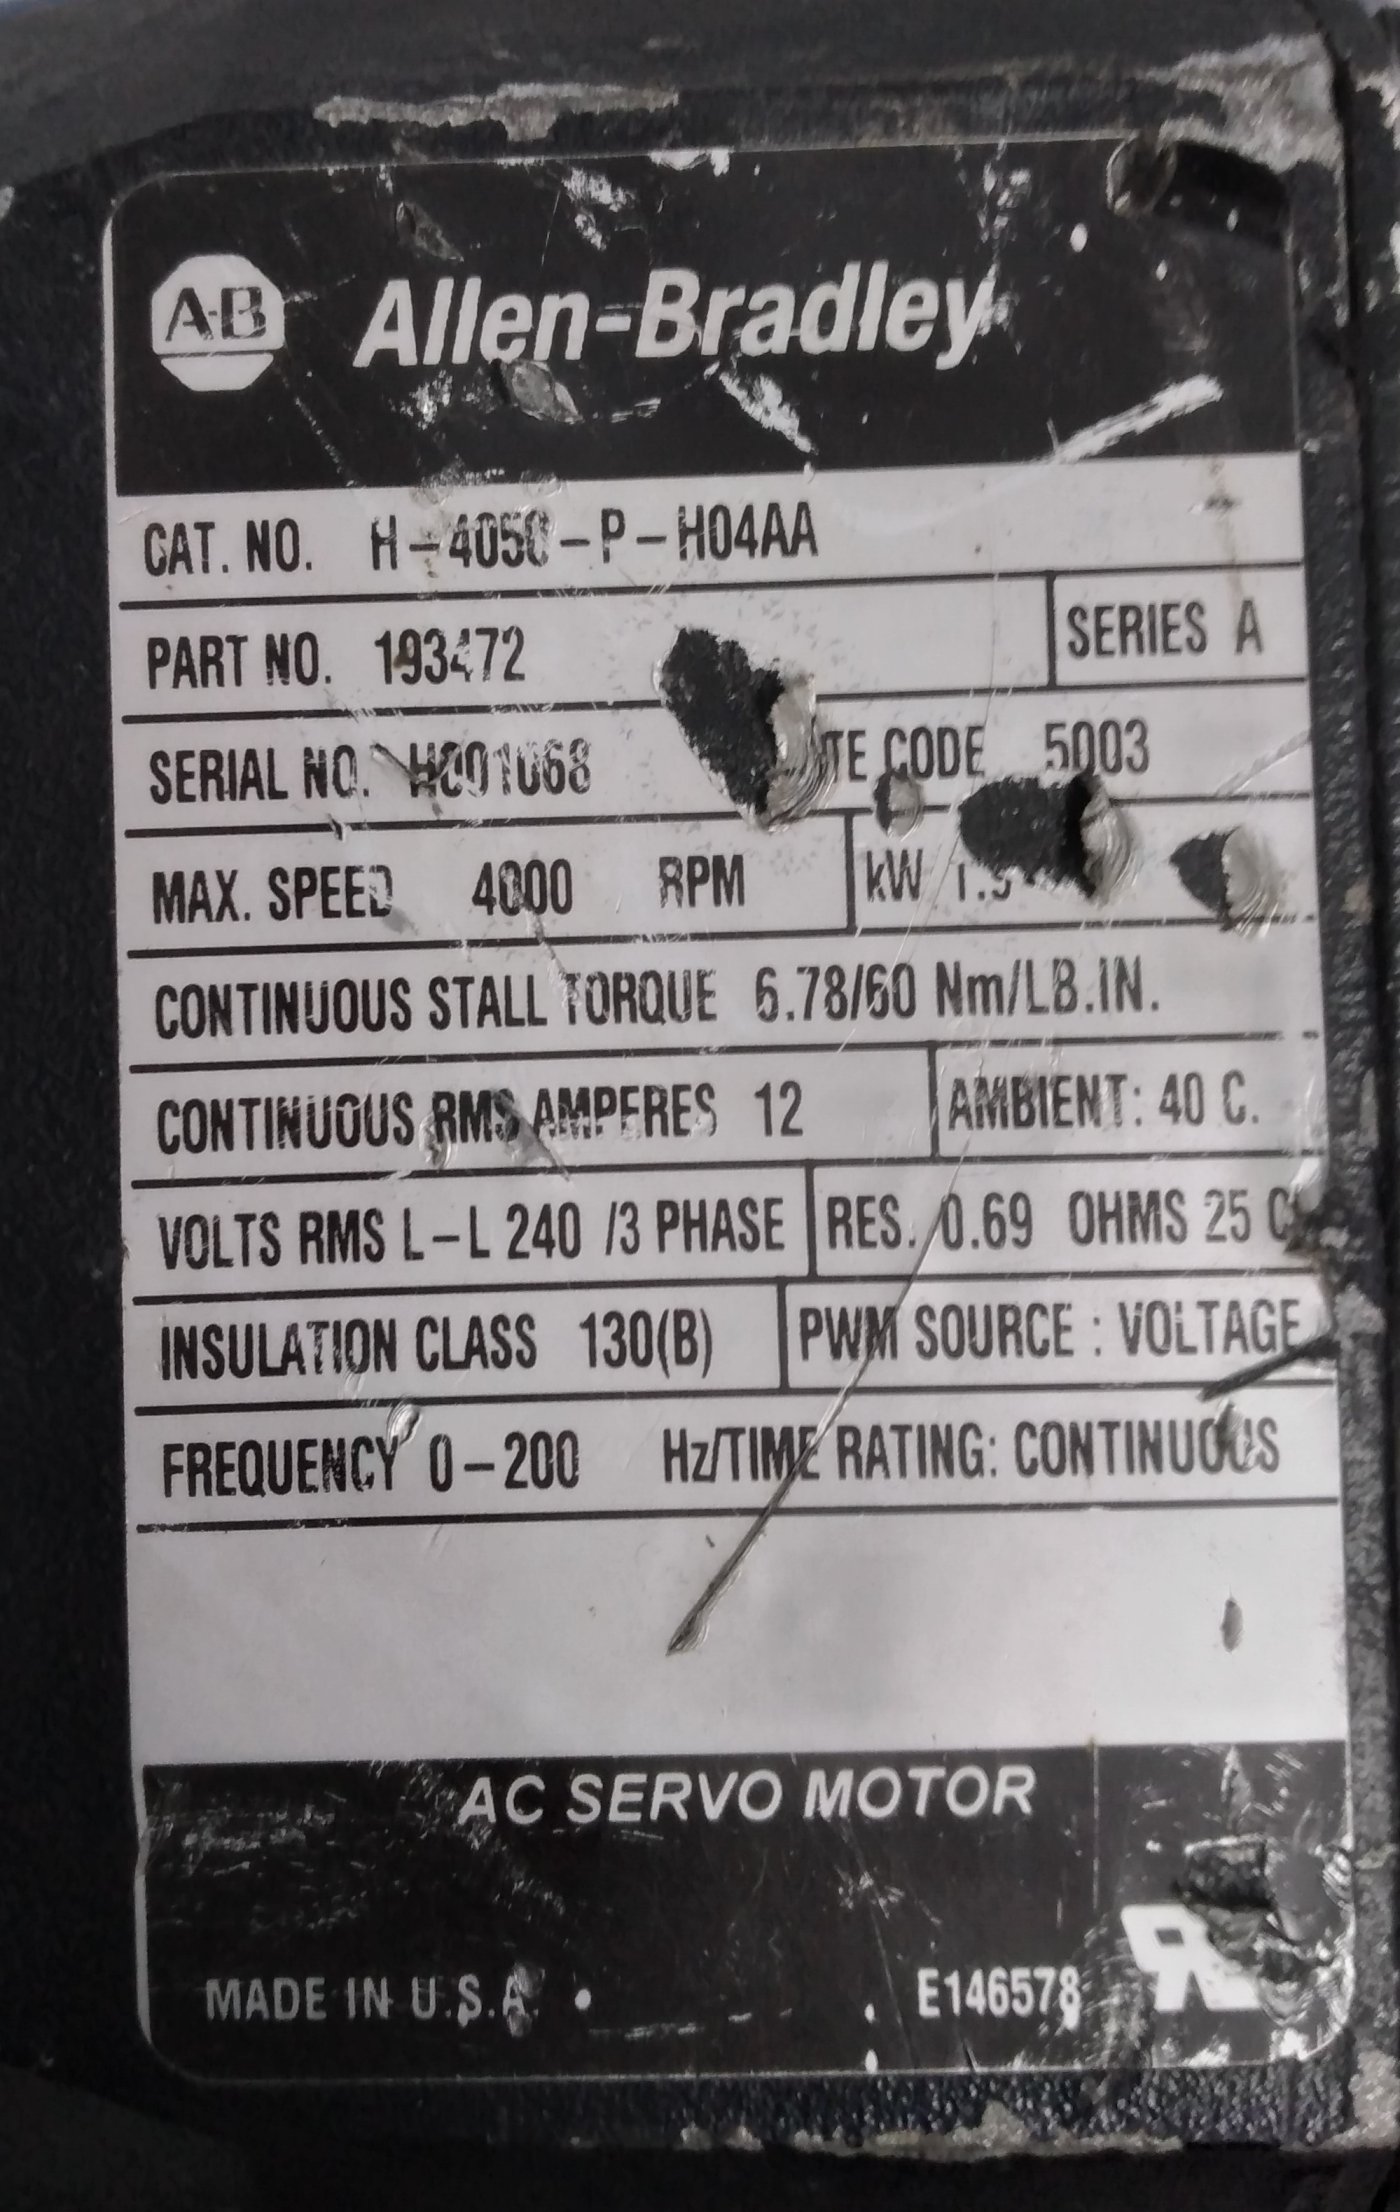 A-B Allen-Bradley
CAT. NO. H-4050-P-H04AA
PART NO. 193472 SERIES A
SERIAL NO. H001068 CODE 5003
MAX. SPEED 4000 RPM kW
CONTINUOUS STALL TORQUE 6.78/60 Nm/LB.IN.
CONTINUOUS RMS AMPERES 12 AMBIENT: 40 C.
VOLTS RMS L-L 240 /3 PHASE RES. 0.69 OHMS 25 C
INSULATION CLASS 130(B) PWM SOURCE : VOLTAGE
FREQUENCY 0-200 Hz/TIME RATING: CONTINUOUS
AC SERVO MOTOR
MADE IN U.S.A. E146578